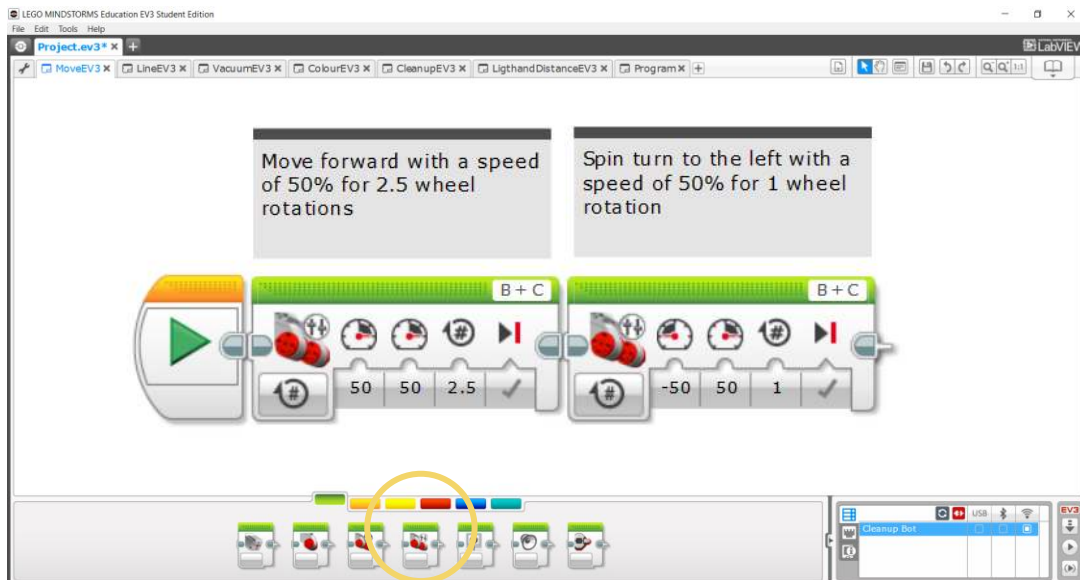 LEGO MINDSTORMS Education EV3 Student Edition
File Edit Tools Help
Project.ev3*
LabVIEW
MoveEV3 LineEV3 VacuumEV3 ColourEV3 CleanupEV3 LigthandDistanceEV3 Program
1:1
Move forward with a speed
of 50% for 2.5 wheel
rotations
Spin turn to the left with a
speed of 50% for 1 wheel
rotation
B + C
B + C
#
#
# 50 50 2.5
# -50 50 1
USB
Cleanup Bot
EV3